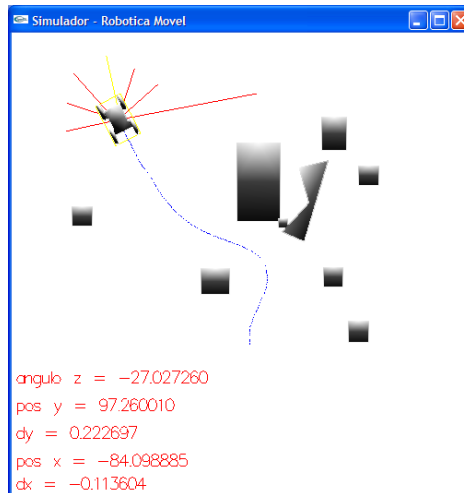 Simulador - Robotica Movel
angulo z = -27.027260
pos y = 97.260010
dy = 0.222697
pos x = -84.098885
dx = -0.113604